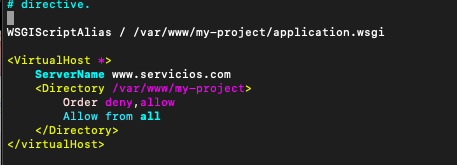 # directive.
WSGIScriptAlias / /var/www/my-project/application.wsgi
<VirtualHost *>
ServerName www.servicios.com
<Directory /var/www/my-project>
Order deny,allow
Allow from all
</Directory>
</virtualHost>